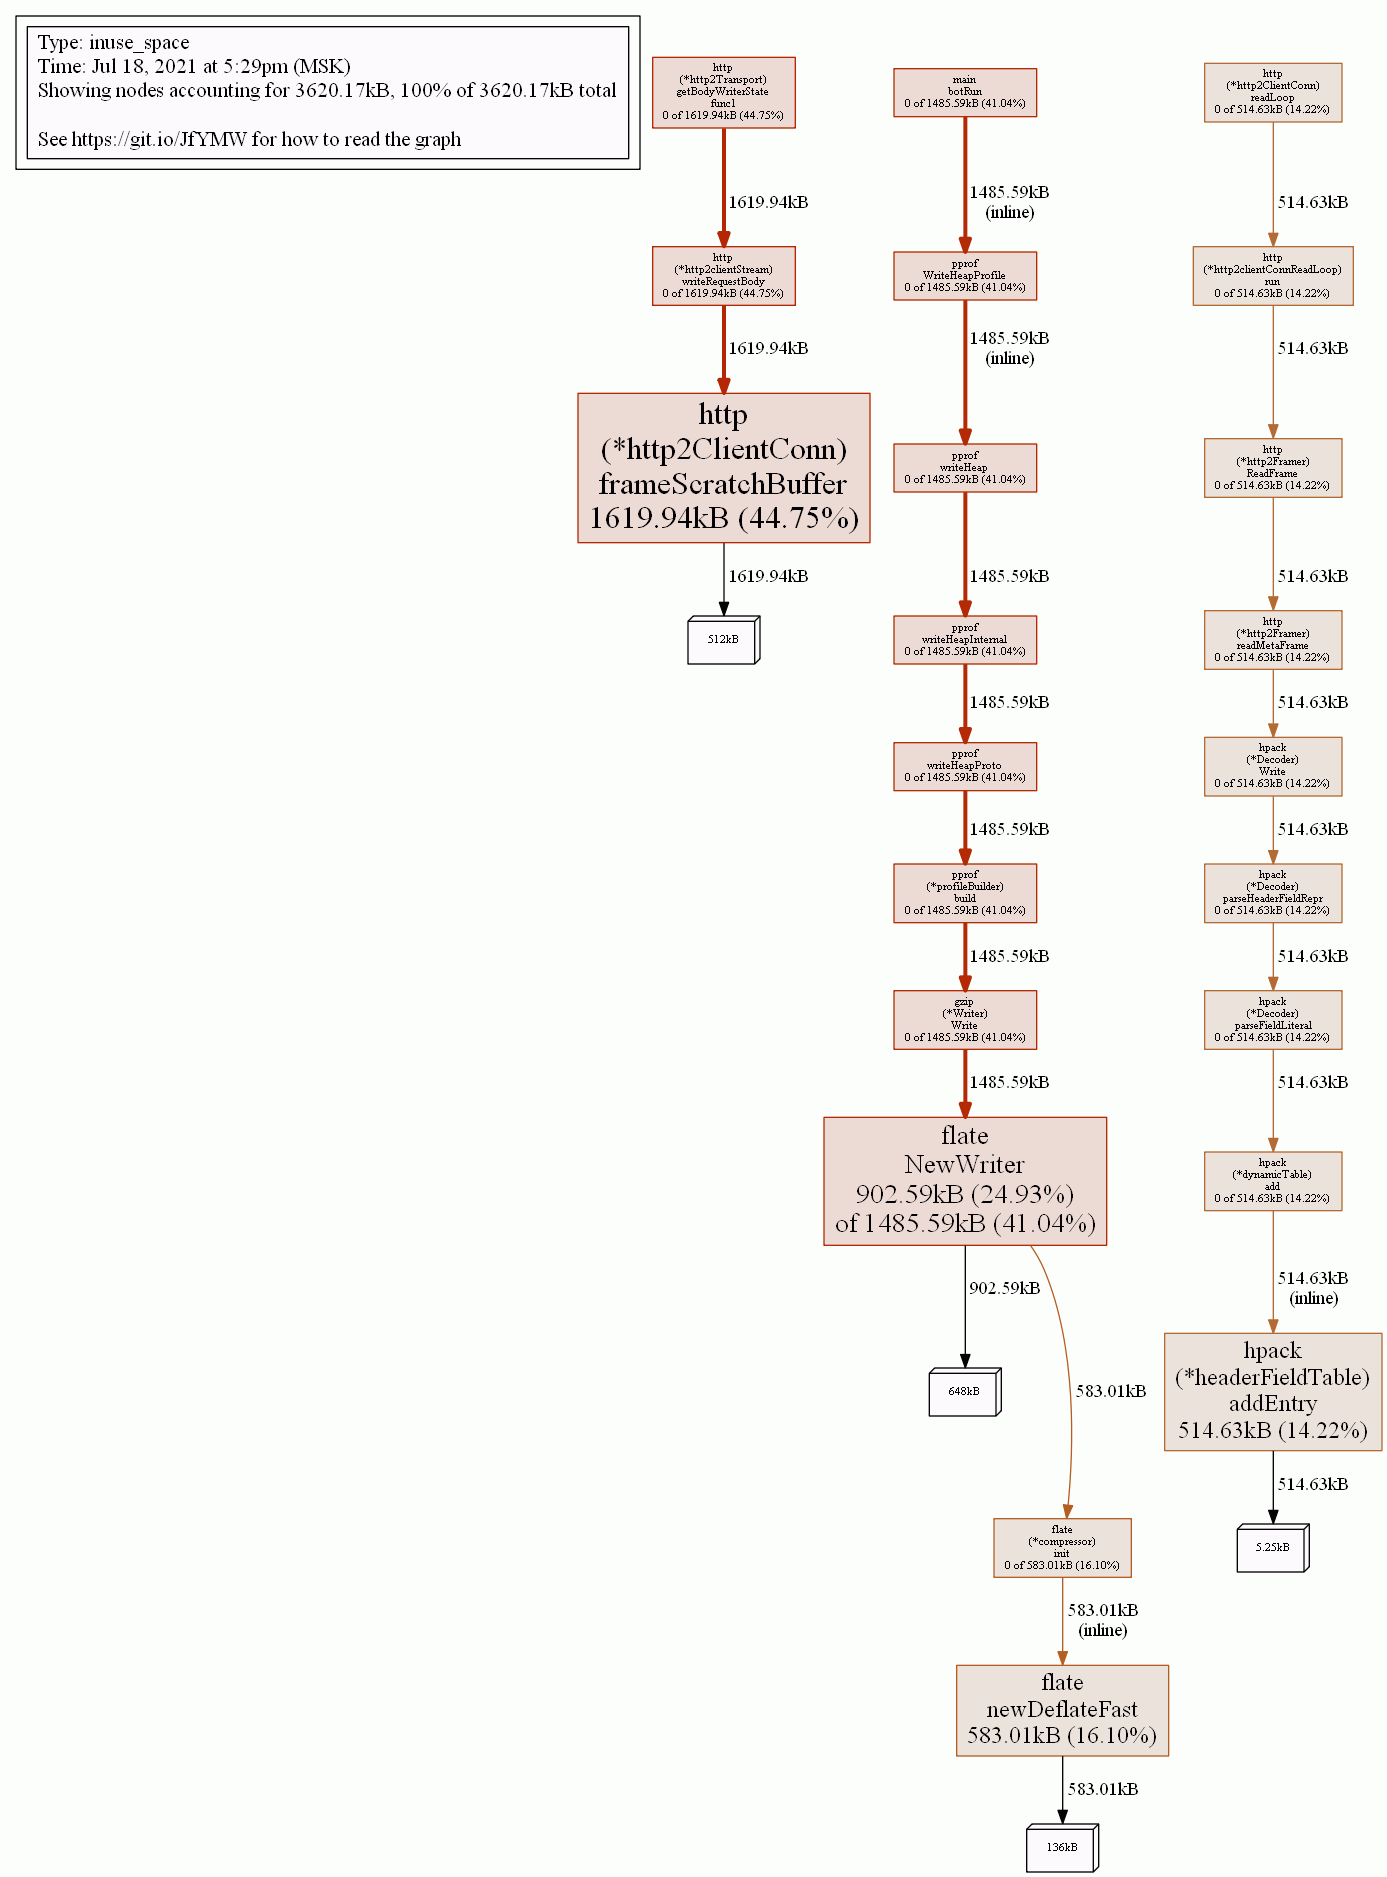 Type: inuse_space
Time: Jul 18, 2021 at 5:29pm (MSK)
Showing nodes accounting for 3620.17kB, 100% of 3620.17kB total
See https://git.io/JfYMW for how to read the graph
http
(*http2Transport)
getBodyWriterState
func1
0 of 1619.94kB (44.75%)
1619.94kB
http
(*http2clientStream)
writeRequestBody
0 of 1619.94kB (44.75%)
1619.94kB
http
(*http2ClientConn)
frameScratchBuffer
1619.94kB (44.75%)
1619.94kB
512kB
main
botRun
0 of 1485.59kB (41.04%)
1485.59kB
(inline)
pprof
WriteHeapProfile
0 of 1485.59kB (41.04%)
1485.59kB
(inline)
pprof
writeHeap
0 of 1485.59kB (41.04%)
1485.59kB
pprof
writeHeapInternal
0 of 1485.59kB (41.04%)
1485.59kB
pprof
writeHeapProto
0 of 1485.59kB (41.04%)
1485.59kB
pprof
(*profileBuilder)
build
0 of 1485.59kB (41.04%)
1485.59kB
gzip
(*Writer)
Write
0 of 1485.59kB (41.04%)
1485.59kB
flate
NewWriter
902.59kB (24.93%)
of 1485.59kB (41.04%)
902.59kB
648kB
583.01kB
flate
(*compressor)
init
0 of 583.01kB (16.10%)
583.01kB
(inline)
flate
newDeflateFast
583.01kB (16.10%)
583.01kB
136kB
http
(*http2ClientConn)
readLoop
0 of 514.63kB (14.22%)
514.63kB
http
(*http2clientConnReadLoop)
run
0 of 514.63kB (14.22%)
514.63kB
http
(*http2Framer)
ReadFrame
0 of 514.63kB (14.22%)
514.63kB
http
(*http2Framer)
readMetaFrame
0 of 514.63kB (14.22%)
514.63kB
hpack
(*Decoder)
Write
0 of 514.63kB (14.22%)
514.63kB
hpack
(*Decoder)
parseHeaderFieldRepr
0 of 514.63kB (14.22%)
514.63kB
hpack
(*Decoder)
parseFieldLiteral
0 of 514.63kB (14.22%)
514.63kB
hpack
(*dynamicTable)
add
0 of 514.63kB (14.22%)
514.63kB
(inline)
hpack
(*headerFieldTable)
addEntry
514.63kB (14.22%)
514.63kB
5.25kB